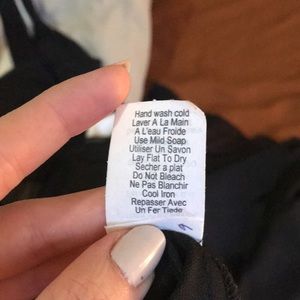 Hand wash cold
Laver A La Main
A L'eau Froide
Use Mild Soap
Utiliser Un Savon
Lay Flat To Dry
Secher a plat
Do Not Bleach
Ne Pas Blanchir
Cool Iron
Repasser Avec
Un Fer Tiede